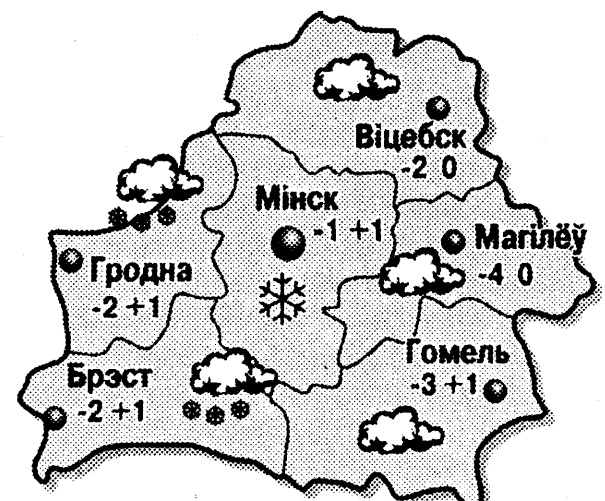 Віцебск
-2 0
Мінск
-1 +1
Магілёў
-4 0
Гродна
-2 +1
Гомель
-3 +1
Брэст
-2 +1